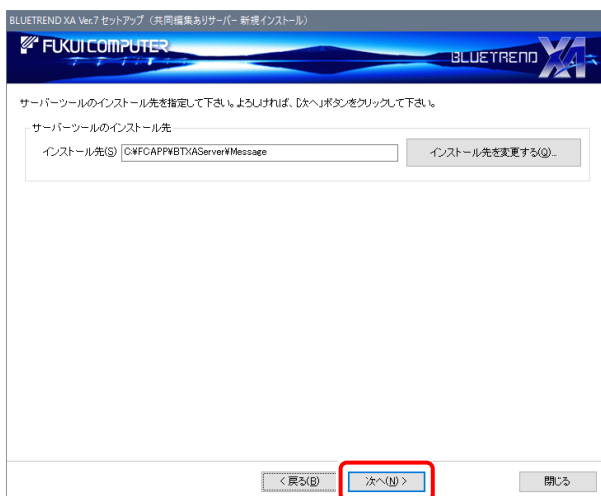 BLUETREND XA Ver.7 セットアップ（共同編集ありサーバー 新規インストール）
FUKUI COMPUTER
BLUETREND XA
サーバーツールのインストール先を指定して下さい。よろしければ、[次へ]ボタンをクリックして下さい。
サーバーツールのインストール先
インストール先(S) C:¥FCAPP¥BTXAServer¥Message インストール先を変更する(Q)...
< 戻る(B) 次へ(N) > 閉じる